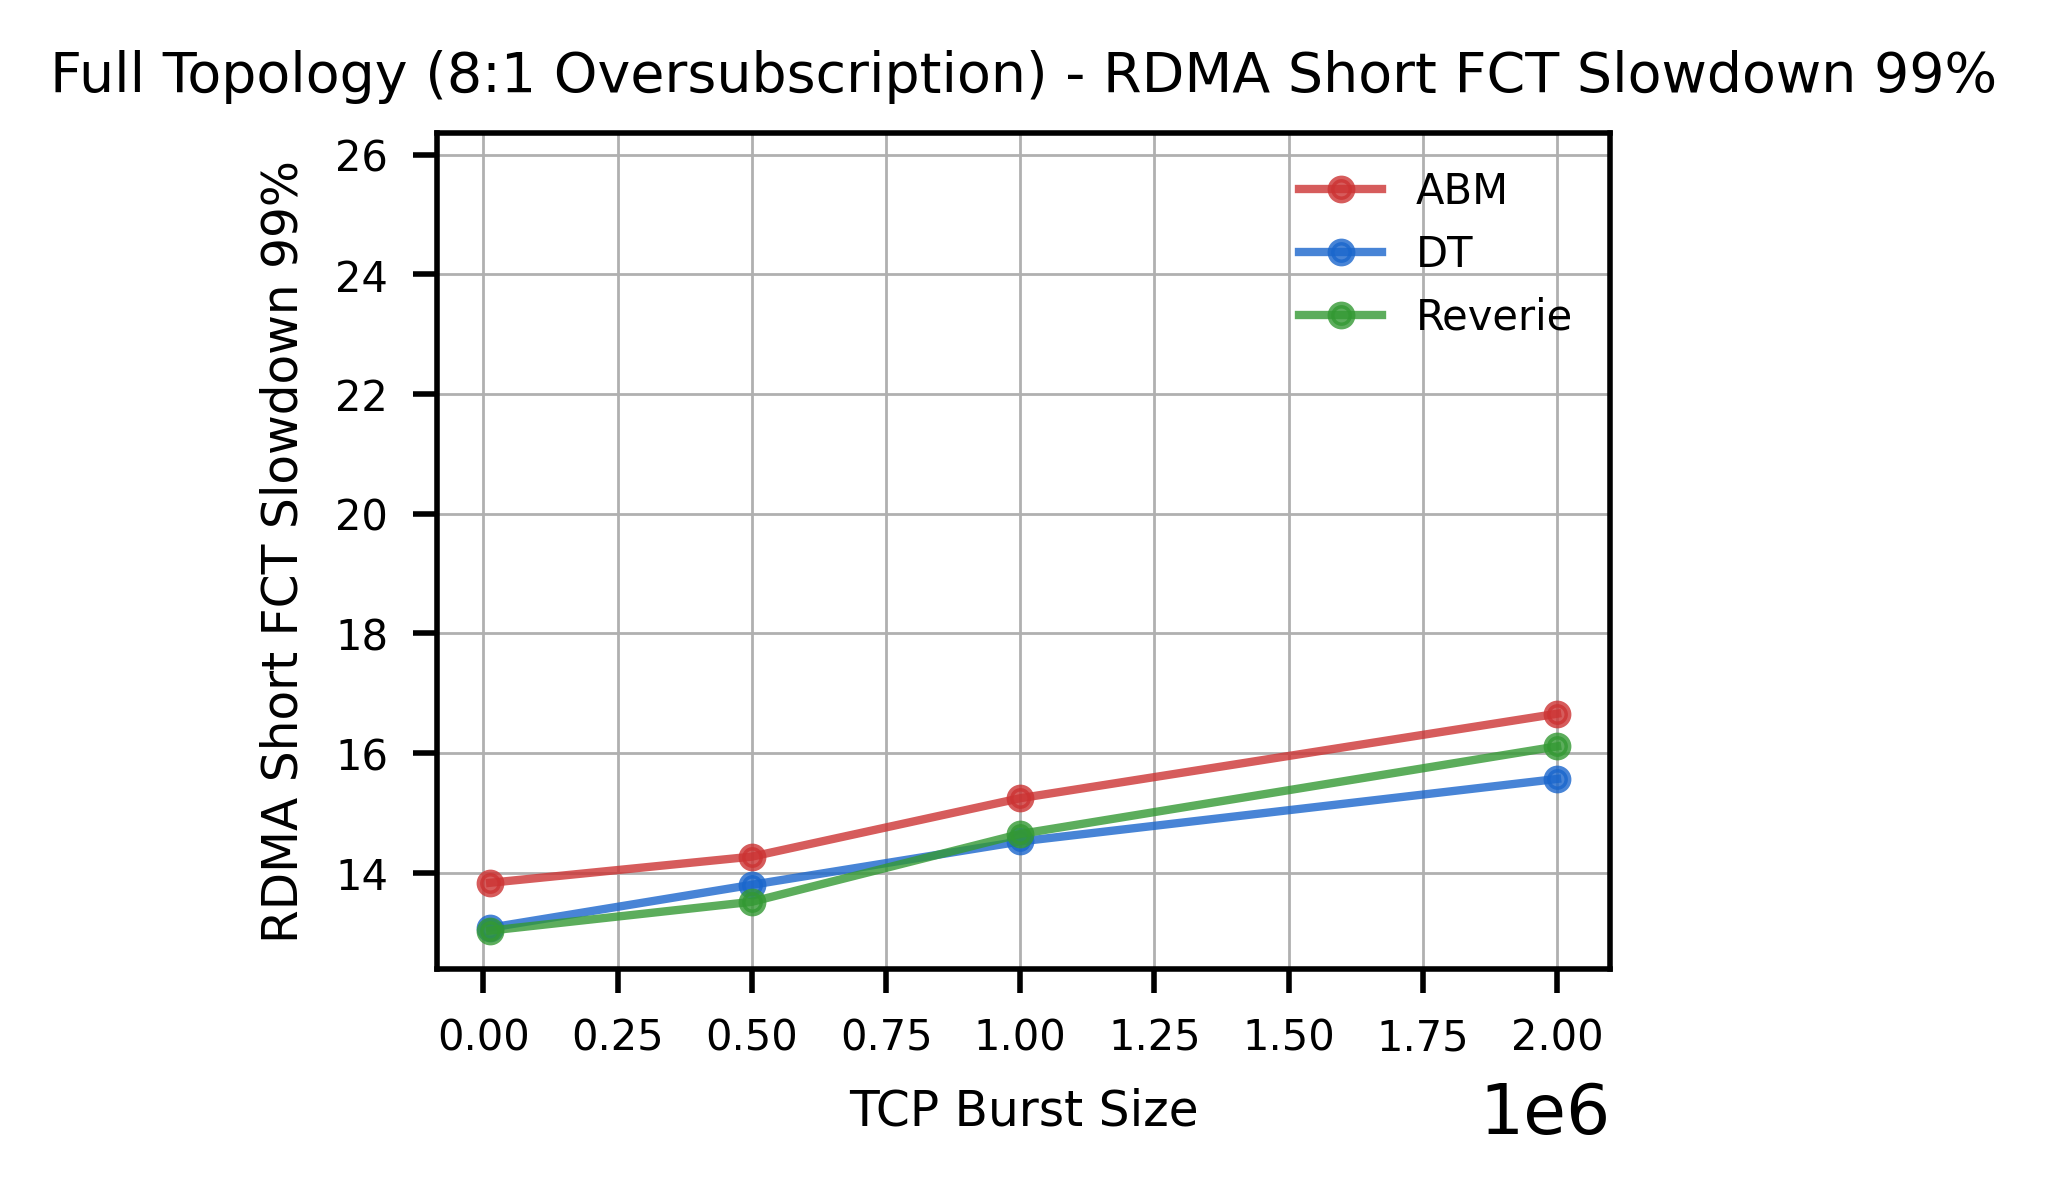 Full Topology (8:1 Oversubscription) - RDMA Short FCT Slowdown 99%
RDMA Short FCT Slowdown 99%
26
24
22
20
18
16
14
ABM
DT
Reverie
0.00 0.25 0.50 0.75 1.00 1.25 1.50 1.75 2.00
TCP Burst Size
1e6